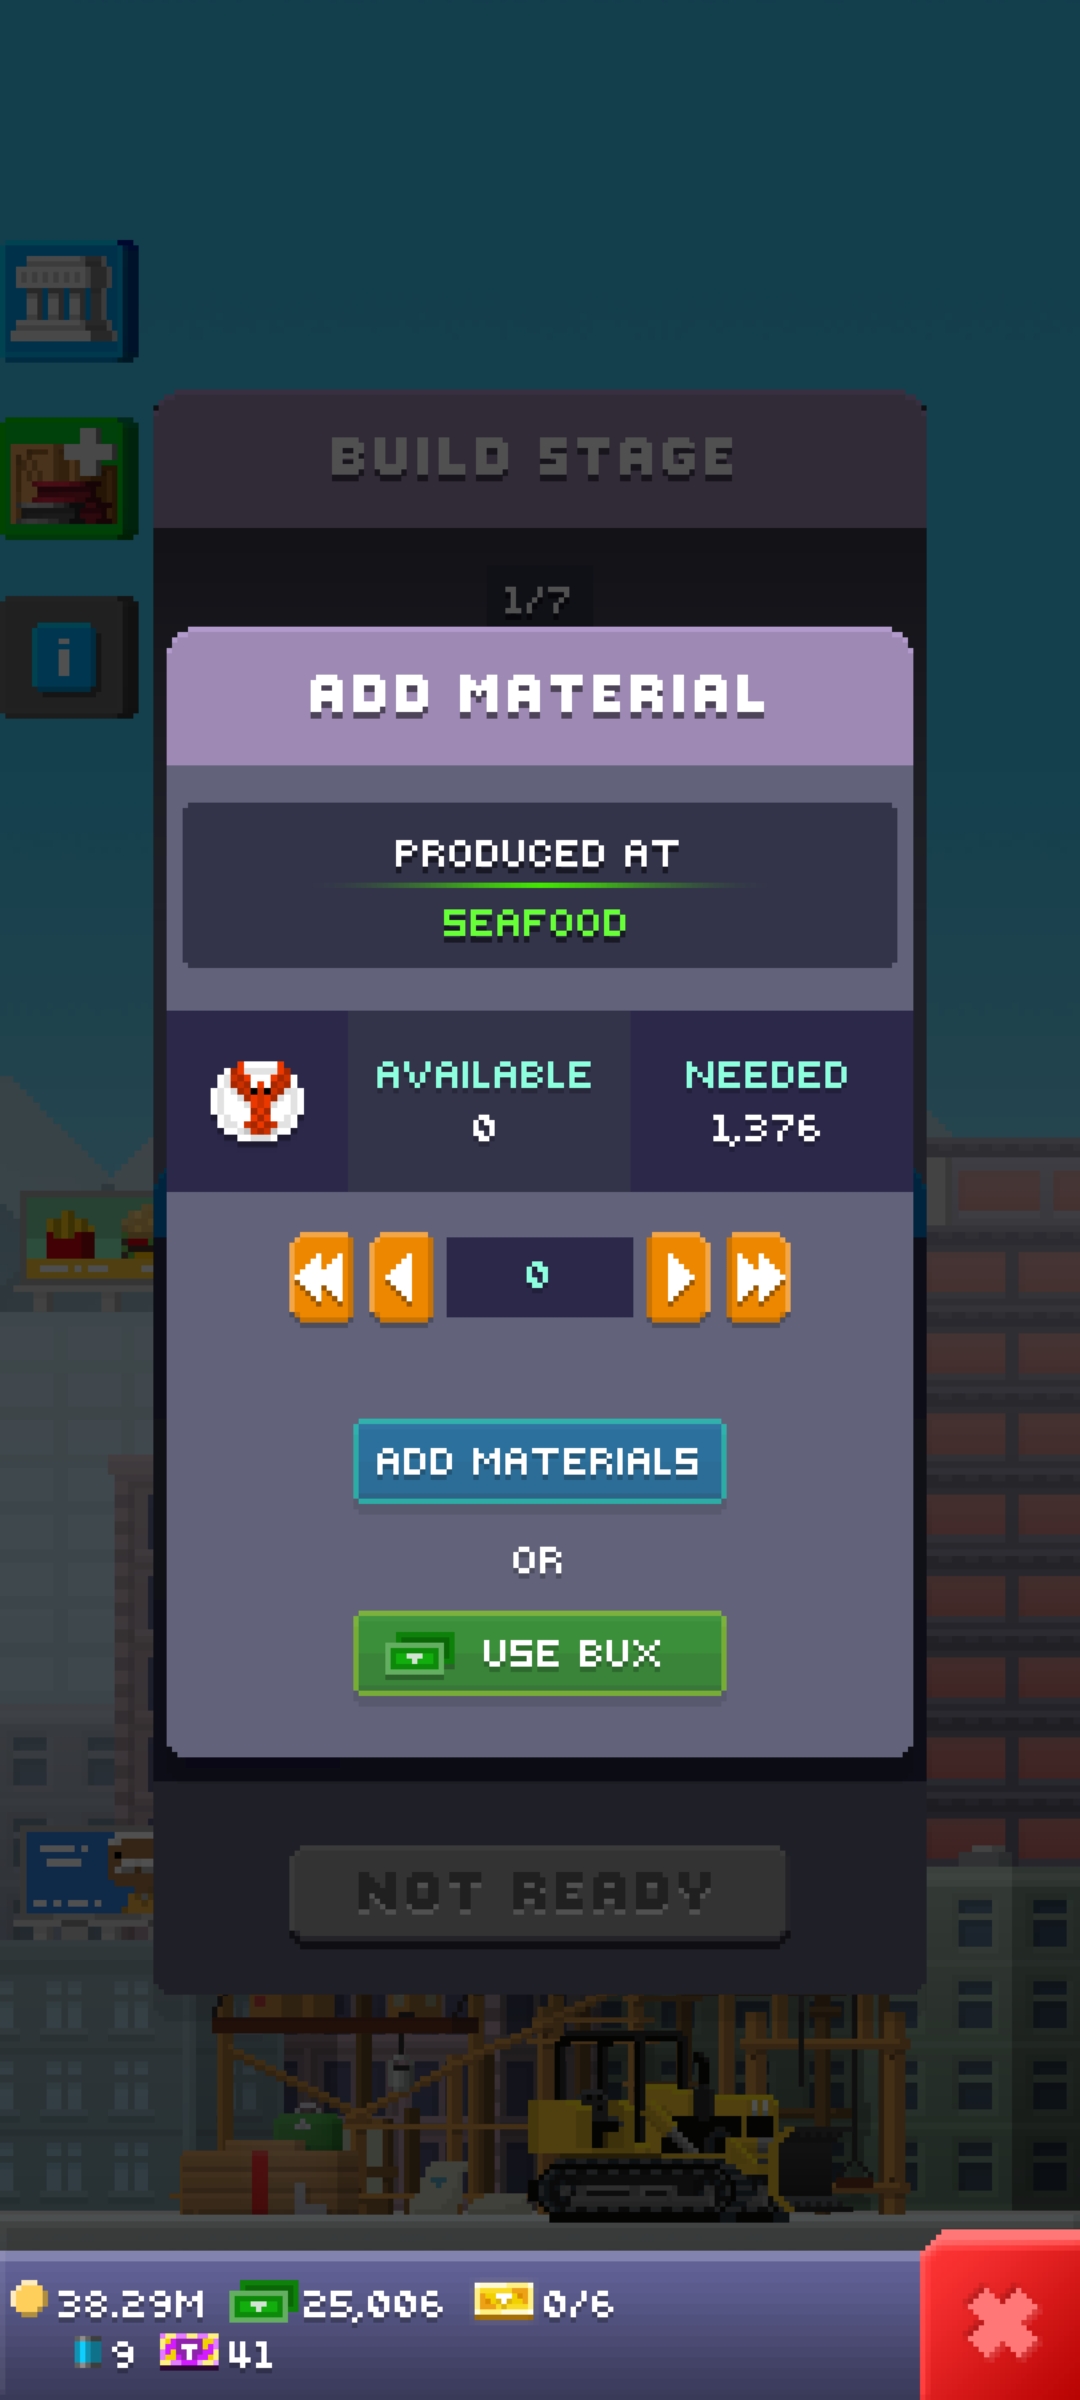 BUILD STAGE
1/7
ADD MATERIAL
PRODUCED AT
SEAFOOD
AVAILABLE
0
NEEDED
1,376
0
ADD MATERIALS
OR
USE BUX
NOT READY
38.29M 25,006 0/6
9 41